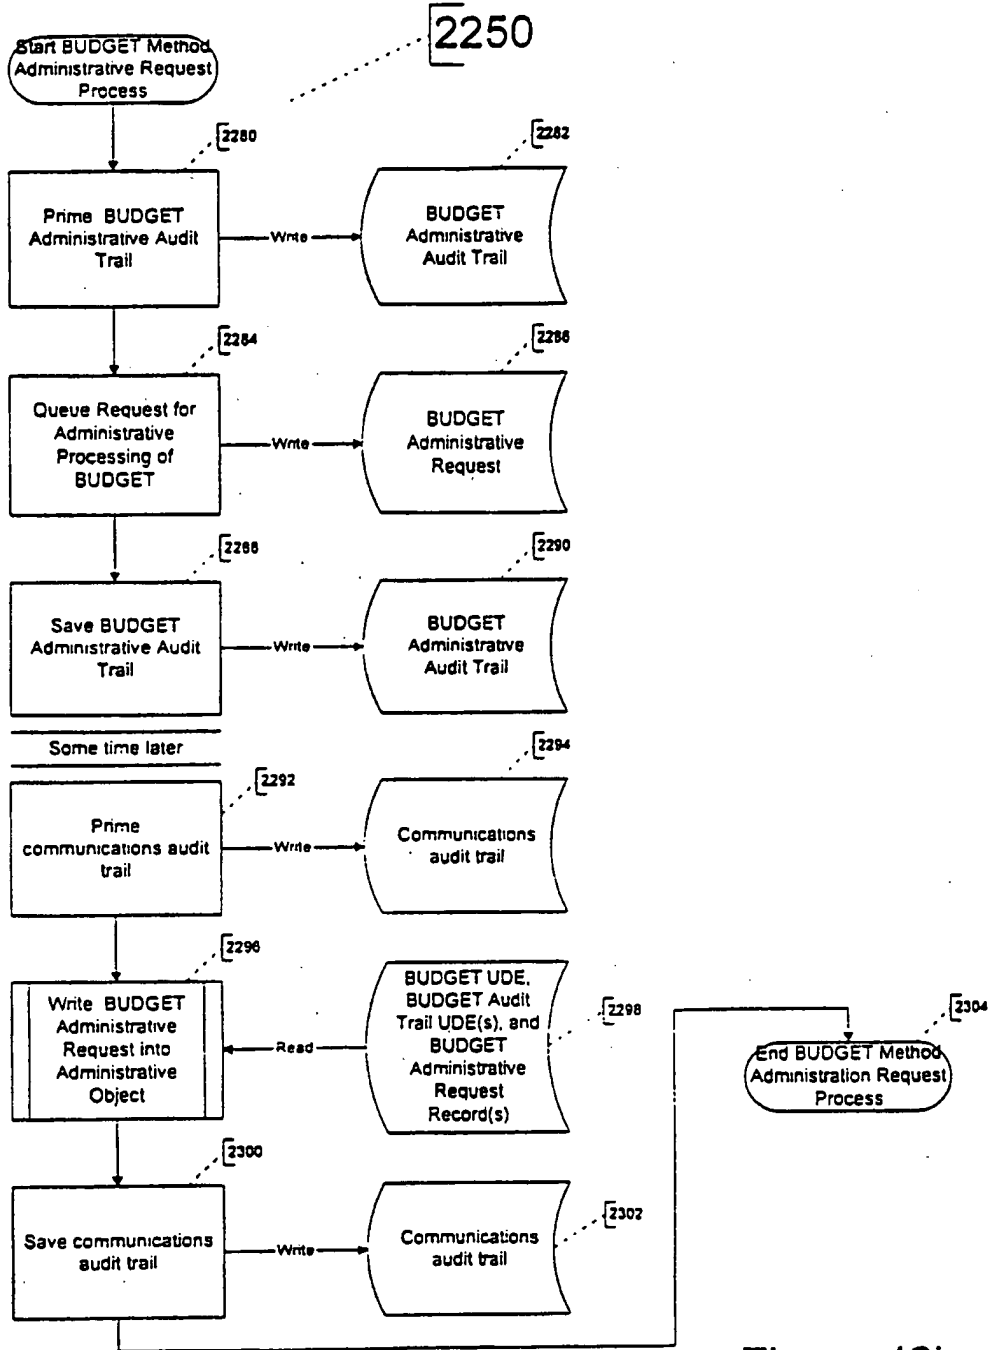 2250
Start BUDGET Method
Administrative Request
Process
2280
2282
Prime BUDGET
Administrative Audit
Trail
Write
BUDGET
Administrative
Audit Trail
2284
2286
Queue Request for
Administrative
Processing of
BUDGET
Write
BUDGET
Administrative
Request
2288
2290
Save BUDGET
Administrative Audit
Trail
Write
BUDGET
Administrative
Audit Trail
Some time later
2292
2294
Prime
communications audit
trail
Write
Communications
audit trail
2296
2298
Write BUDGET
Administrative
Request into
Administrative
Object
Read
BUDGET UDE,
BUDGET Audit
Trail UDE(s), and
BUDGET
Administrative
Request
Record(s)
2304
End BUDGET Method
Administration Request
Process
2300
2302
Save communications
audit trail
Write
Communications
audit trail